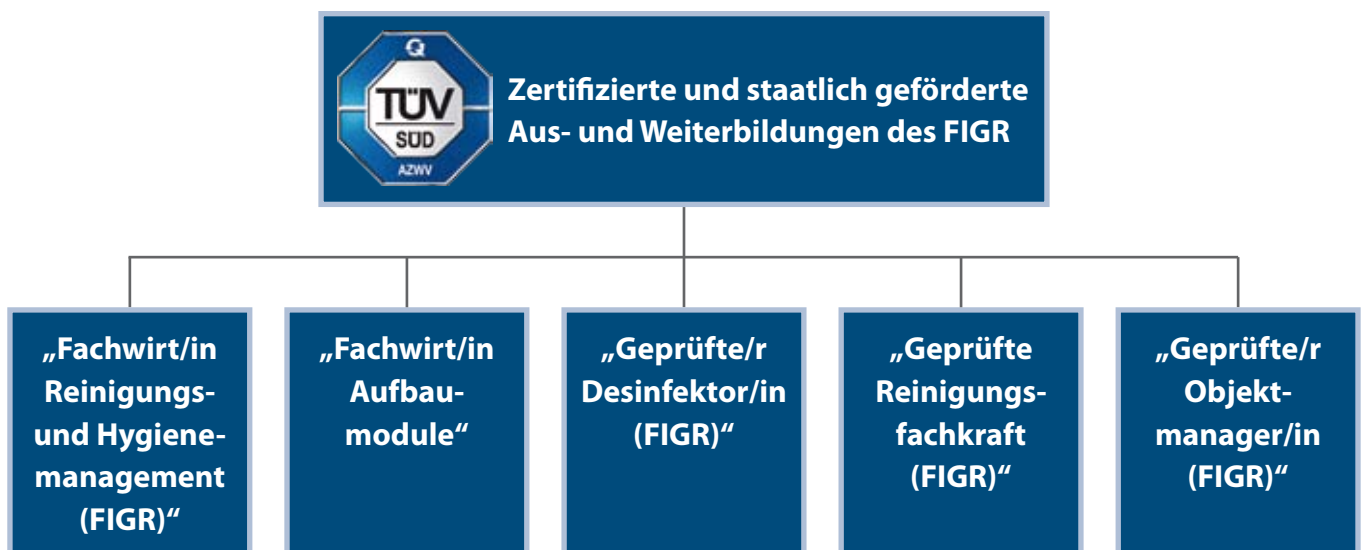 Q
TÜV
SÜD
AZWV
Zertifizierte und staatlich geförderte
Aus- und Weiterbildungen des FIGR
„Fachwirt/in
Reinigungs-
und Hygiene-
management
(FIGR)“
„Fachwirt/in
Aufbau-
module“
„Geprüfte/r
Desinfektor/in
(FIGR)“
„Geprüfte
Reinigungs-
fachkraft
(FIGR)“
„Geprüfte/r
Objekt-
manager/in
(FIGR)“